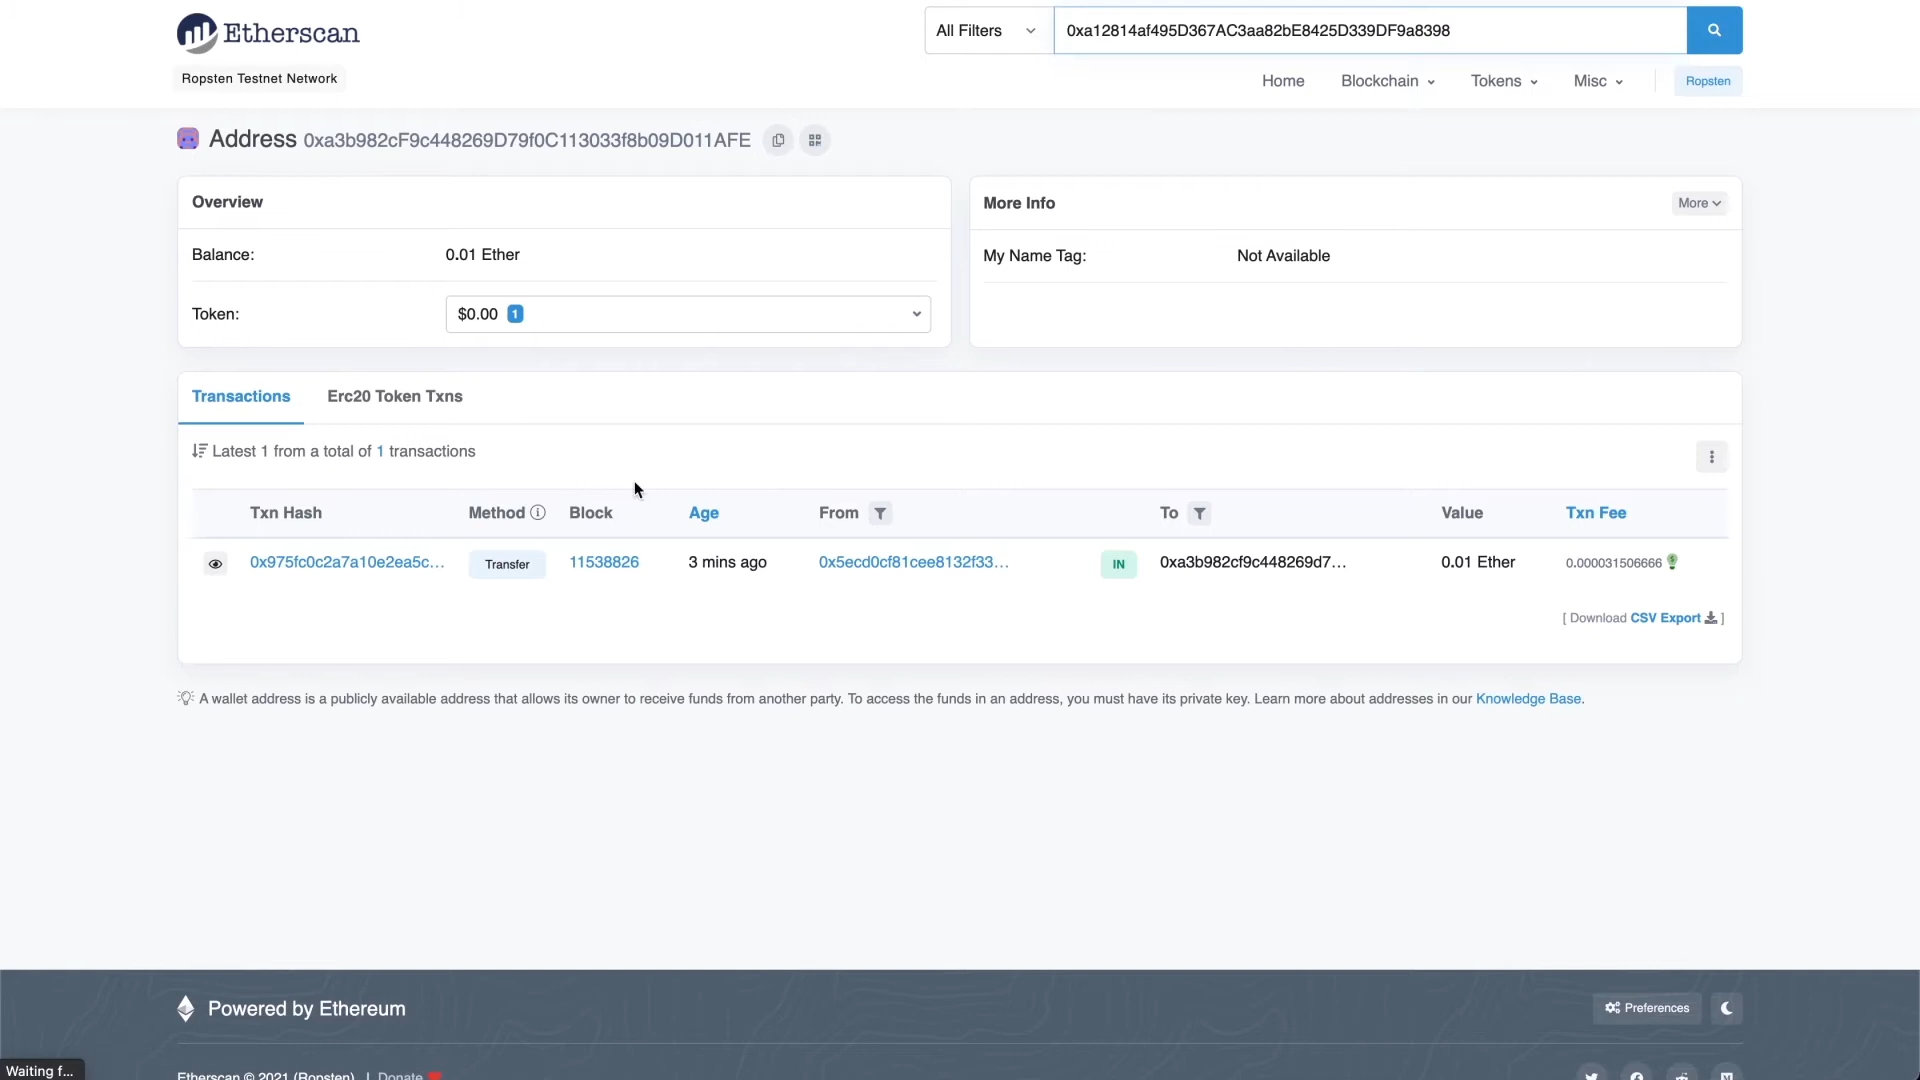 Etherscan
All Filters
0xa12814af495D367AC3aa82bE8425D339DF9a8398
Ropsten Testnet Network
Home Blockchain Tokens Misc Ropsten
Address 0xa3b982cF9c448269D79f0C113033f8b09D011AFE
Overview
Balance: 0.01 Ether
Token: $0.00 1
More Info More
My Name Tag: Not Available
Transactions Erc20 Token Txns
Latest 1 from a total of 1 transactions
Txn Hash Method Block Age From To Value Txn Fee
0x975fc0c2a7a10e2ea5c... Transfer 11538826 3 mins ago 0x5ecd0cf81cee8132f33... IN 0xa3b982cf9c448269d7... 0.01 Ether 0.000031506666
[ Download CSV Export ]
A wallet address is a publicly available address that allows its owner to receive funds from another party. To access the funds in an address, you must have its private key. Learn more about addresses in our Knowledge Base.
Powered by Ethereum
Preferences
Etherscan © 2021 (Ropsten) | Donate
Waiting f...